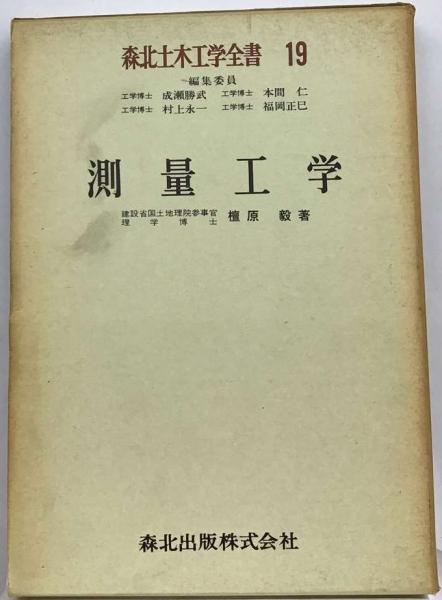 森北土木工学全書 19
編集委員
工学博士 成瀬勝武 工学博士 本間 仁
工学博士 村上永一 工学博士 福岡正巳
測量工学
建設省国土地理院参事官
理学博士 檀原 毅著
森北出版株式会社